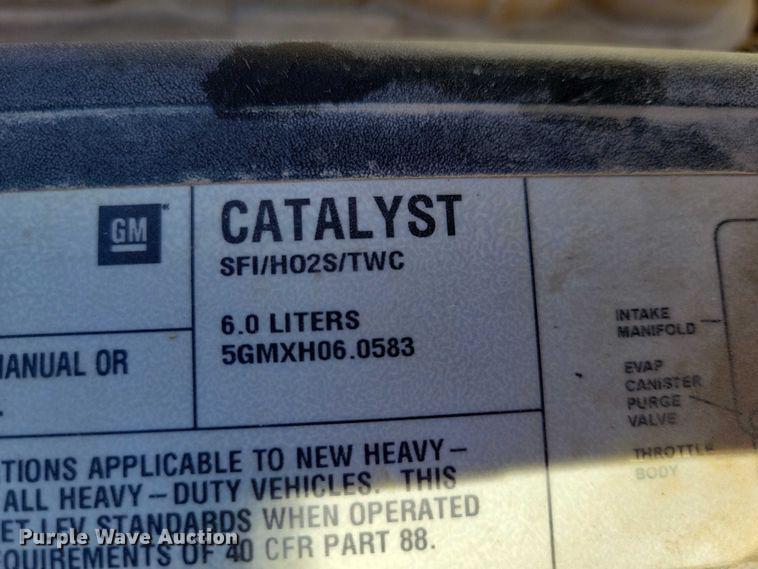 GM
CATALYST
SFI/HO2S/TWC
6.0 LITERS
5GMXH06.0583
MANUAL OR
INTAKE
MANIFOLD
EVAP
CANISTER
PURGE
VALVE
THROTTLE
BODY
TIONS APPLICABLE TO NEW HEAVY–
ALL HEAVY–DUTY VEHICLES. THIS
LEV STANDARDS WHEN OPERATED
EQUIREMENTS OF 40 CFR PART 88.
Purple Wave Auction